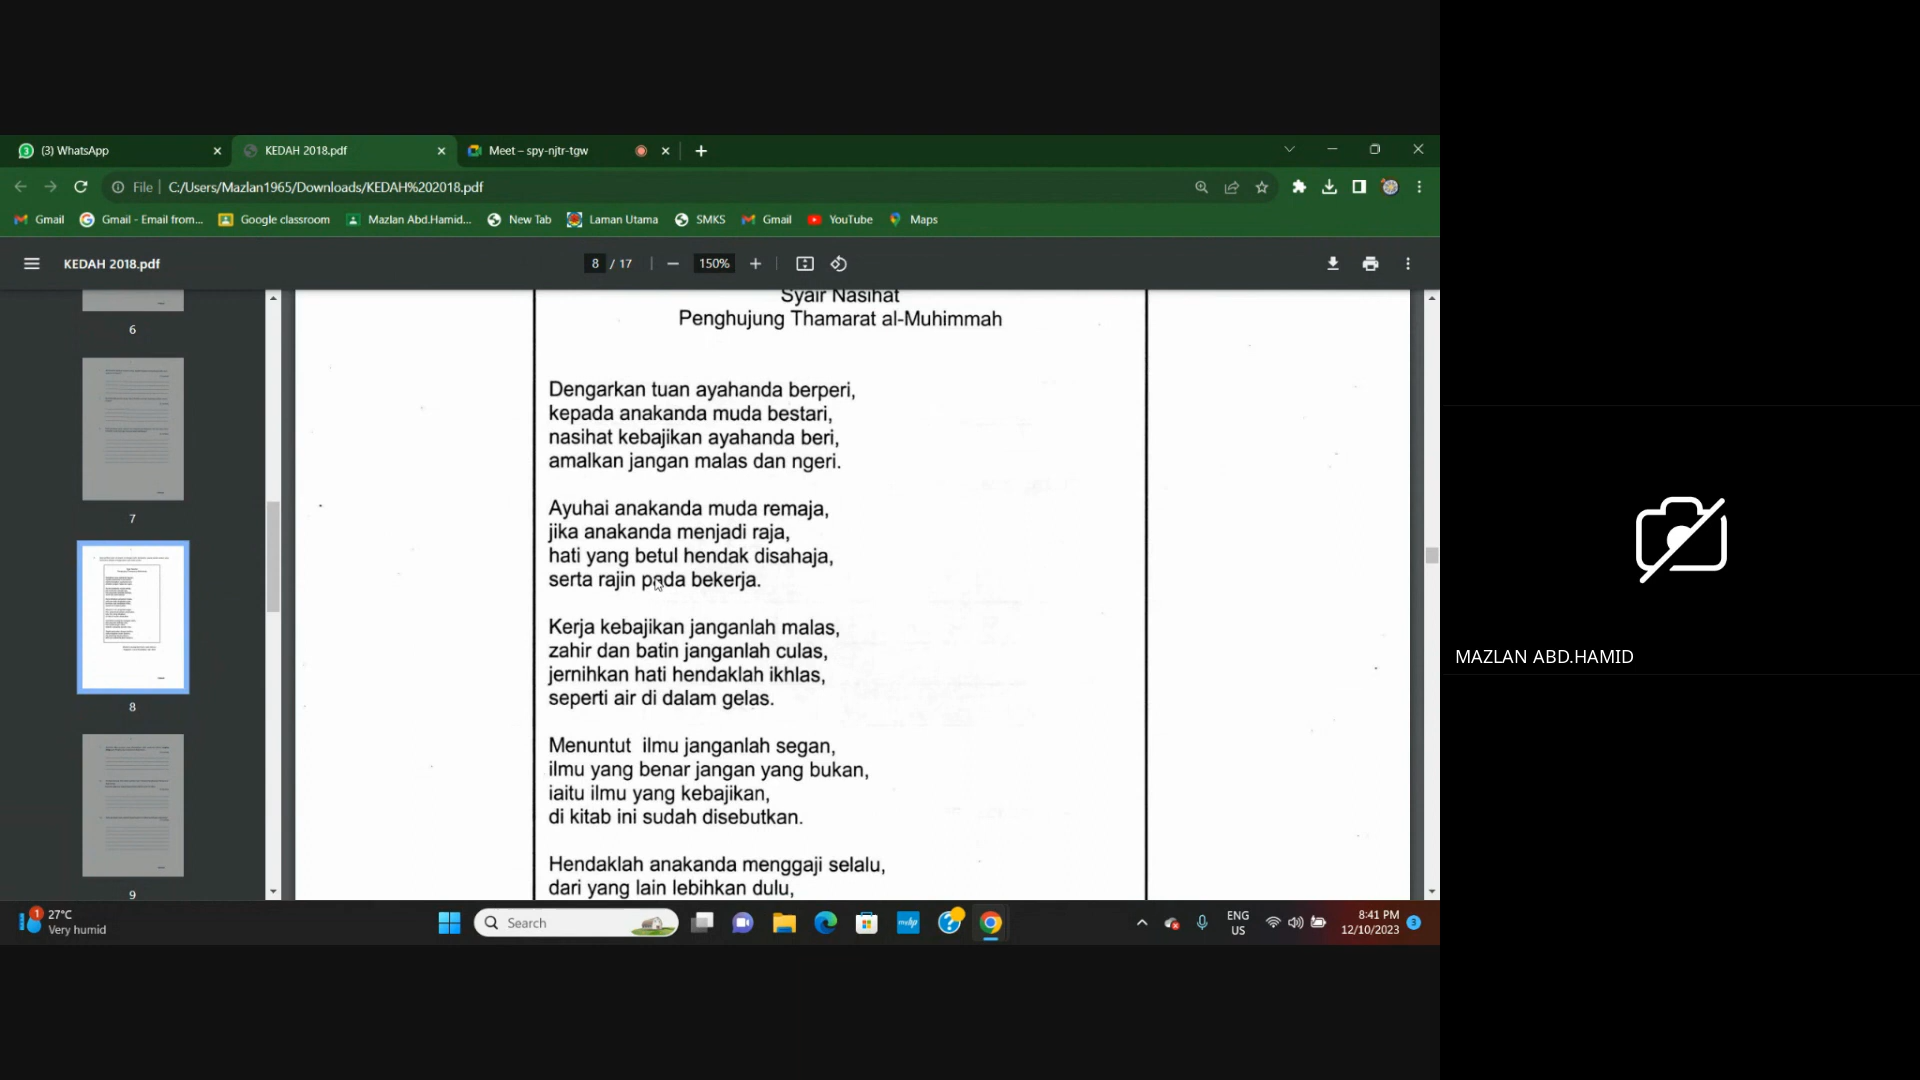 (3) WhatsApp
KEDAH 2018.pdf
Meet – spy-njtr-tgw
File
C:/Users/Mazlan1965/Downloads/KEDAH%202018.pdf
Gmail
Gmail - Email from...
Google classroom
Mazlan Abd.Hamid...
New Tab
Laman Utama
SMKS
Gmail
YouTube
Maps
KEDAH 2018.pdf
8 / 17
150%
6
7
8
9
Syair Nasihat
Penghujung Thamarat al-Muhimmah
Dengarkan tuan ayahanda berperi,
kepada anakanda muda bestari,
nasihat kebajikan ayahanda beri,
amalkan jangan malas dan ngeri.
Ayuhai anakanda muda remaja,
jika anakanda menjadi raja,
hati yang betul hendak disahaja,
serta rajin pada bekerja.
Kerja kebajikan janganlah malas,
zahir dan batin janganlah culas,
jernihkan hati hendaklah ikhlas,
seperti air di dalam gelas.
Menuntut ilmu janganlah segan,
ilmu yang benar jangan yang bukan,
iaitu ilmu yang kebajikan,
di kitab ini sudah disebutkan.
Hendaklah anakanda menggaji selalu,
dari yang lain lebihkan dulu,
MAZLAN ABD.HAMID
1
27°C
Very humid
Search
ENG
US
8:41 PM
12/10/2023
3